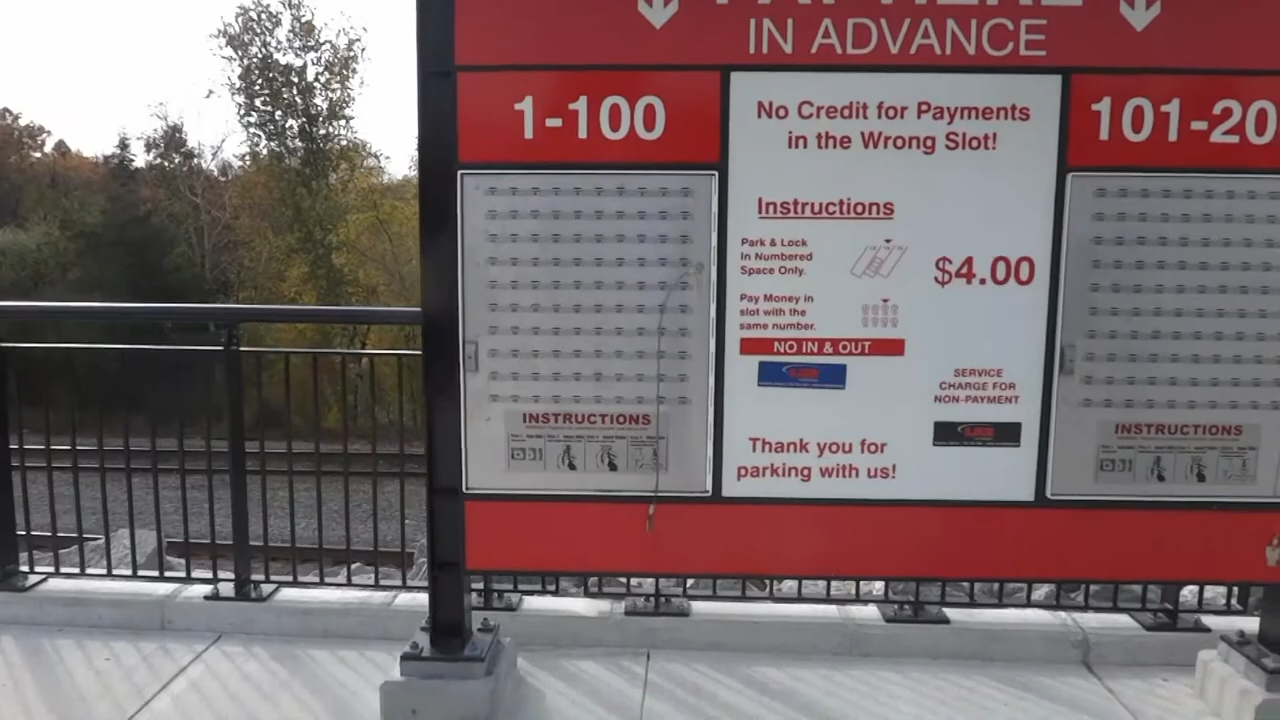 PAY HERE
IN ADVANCE
1-100
No Credit for Payments
in the Wrong Slot!
101-20
Instructions
Park & Lock
In Numbered
Space Only.
$4.00
Pay Money in
slot with the
same number.
NO IN & OUT
SERVICE
CHARGE FOR
NON-PAYMENT
INSTRUCTIONS
INSTRUCTIONS
Thank you for
parking with us!